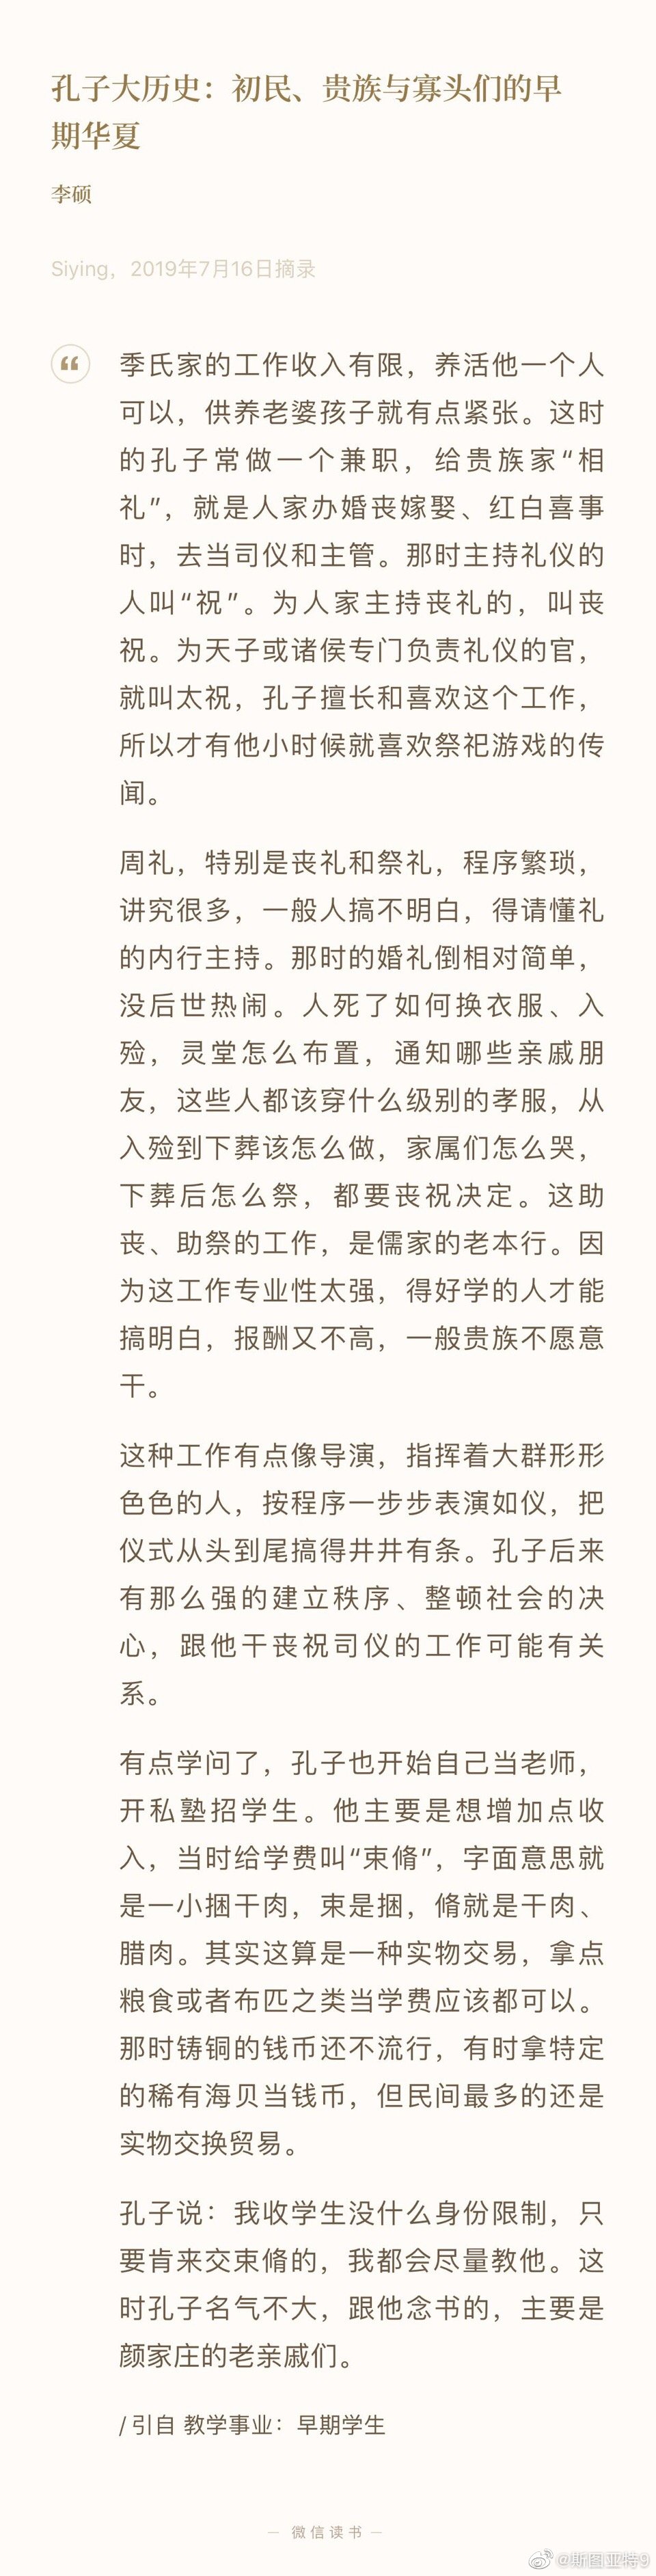 孔子大历史：初民、贵族与寡头们的早
期华夏
李硕
Siying，2019年7月16日摘录
季氏家的工作收入有限，养活他一个人
可以，供养老婆孩子就有点紧张。这时
的孔子常做一个兼职，给贵族家“相
礼”，就是人家办婚丧嫁娶、红白喜事
时，去当司仪和主管。那时主持礼仪的
人叫“祝”。为人家主持丧礼的，叫丧
祝。为天子或诸侯专门负责礼仪的官，
就叫太祝，孔子擅长和喜欢这个工作，
所以才有他小时候就喜欢祭祀游戏的传
闻。
周礼，特别是丧礼和祭礼，程序繁琐，
讲究很多，一般人搞不明白，得请懂礼
的内行主持。那时的婚礼倒相对简单，
没后世热闹。人死了如何换衣服、入
殓，灵堂怎么布置，通知哪些亲戚朋
友，这些人都该穿什么级别的孝服，从
入殓到下葬该怎么做，家属们怎么哭，
下葬后怎么祭，都要丧祝决定。这助
丧、助祭的工作，是儒家的老本行。因
为这工作专业性太强，得好学的人才能
搞明白，报酬又不高，一般贵族不愿意
干。
这种工作有点像导演，指挥着大群形形
色色的人，按程序一步步表演如仪，把
仪式从头到尾搞得井井有条。孔子后来
有那么强的建立秩序、整顿社会的决
心，跟他干丧祝司仪的工作可能有关
系。
有点学问了，孔子也开始自己当老师，
开私塾招学生。他主要是想增加点收
入，当时给学费叫“束脩”，字面意思就
是一小捆干肉，束是捆，脩就是干肉、
腊肉。其实这算是一种实物交易，拿点
粮食或者布匹之类当学费应该都可以。
那时铸铜的钱币还不流行，有时拿特定
的稀有海贝当钱币，但民间最多的还是
实物交换贸易。
孔子说：我收学生没什么身份限制，只
要肯来交束脩的，我都会尽量教他。这
时孔子名气不大，跟他念书的，主要是
颜家庄的老亲戚们。
/ 引自 教学事业：早期学生
— 微信读书 —
@斯图亚特9